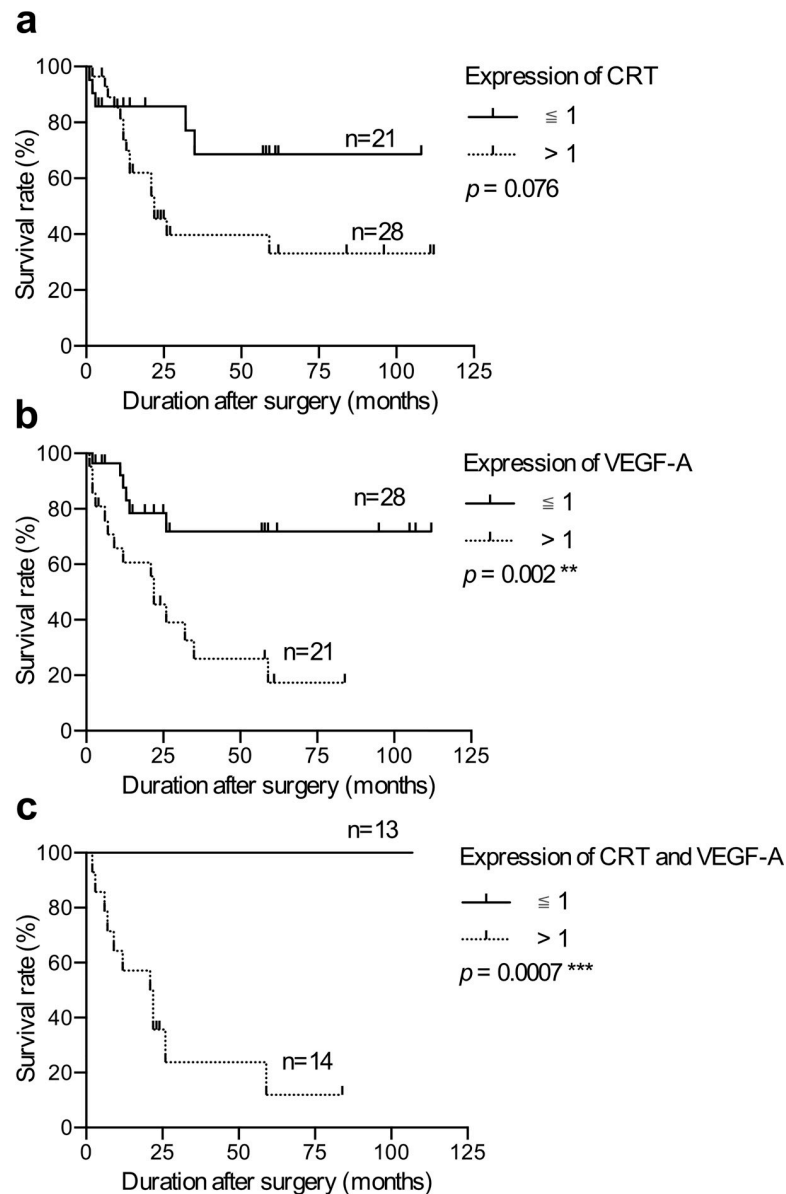 a
100
80
60
40
20
0
Survival rate (%)
n=21
n=28
0 25 50 75 100 125
Duration after surgery (months)
Expression of CRT
≦ 1
> 1
p = 0.076
b
100
80
60
40
20
0
Survival rate (%)
n=28
n=21
0 25 50 75 100 125
Duration after surgery (months)
Expression of VEGF-A
≦ 1
> 1
p = 0.002 **
c
100
80
60
40
20
0
Survival rate (%)
n=13
n=14
0 25 50 75 100 125
Duration after surgery (months)
Expression of CRT and VEGF-A
≦ 1
> 1
p = 0.0007 ***